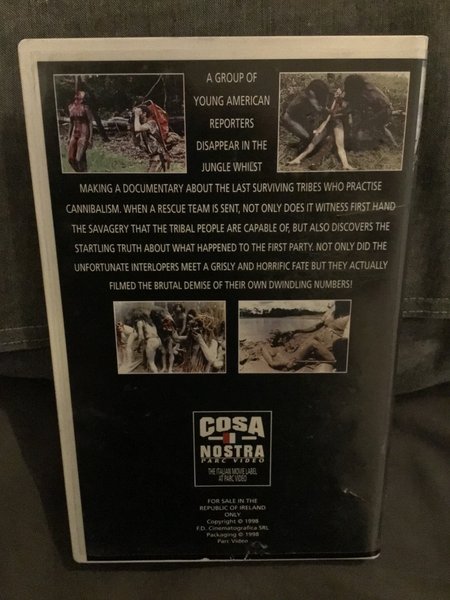 A GROUP OF
YOUNG AMERICAN
REPORTERS
DISAPPEAR IN THE
JUNGLE WHILST
MAKING A DOCUMENTARY ABOUT THE LAST SURVIVING TRIBES WHO PRACTISE
CANNIBALISM. WHEN A RESCUE TEAM IS SENT, NOT ONLY DOES IT WITNESS FIRST HAND
THE SAVAGERY THAT THE TRIBAL PEOPLE ARE CAPABLE OF, BUT ALSO DISCOVERS THE
STARTLING TRUTH ABOUT WHAT HAPPENED TO THE FIRST PARTY. NOT ONLY DID THE
UNFORTUNATE INTERLOPERS MEET A GRISLY AND HORRIFIC FATE BUT THEY ACTUALLY
FILMED THE BRUTAL DEMISE OF THEIR OWN DWINDLING NUMBERS!
COSA
NOSTRA
PARC VIDEO
THE ITALIAN MOVIE LABEL
AT PARC VIDEO
FOR SALE IN THE
REPUBLIC OF IRELAND
ONLY
Copyright © 1998
F.D. Cinematografica SRL
Packaging © 1998
Parc Video